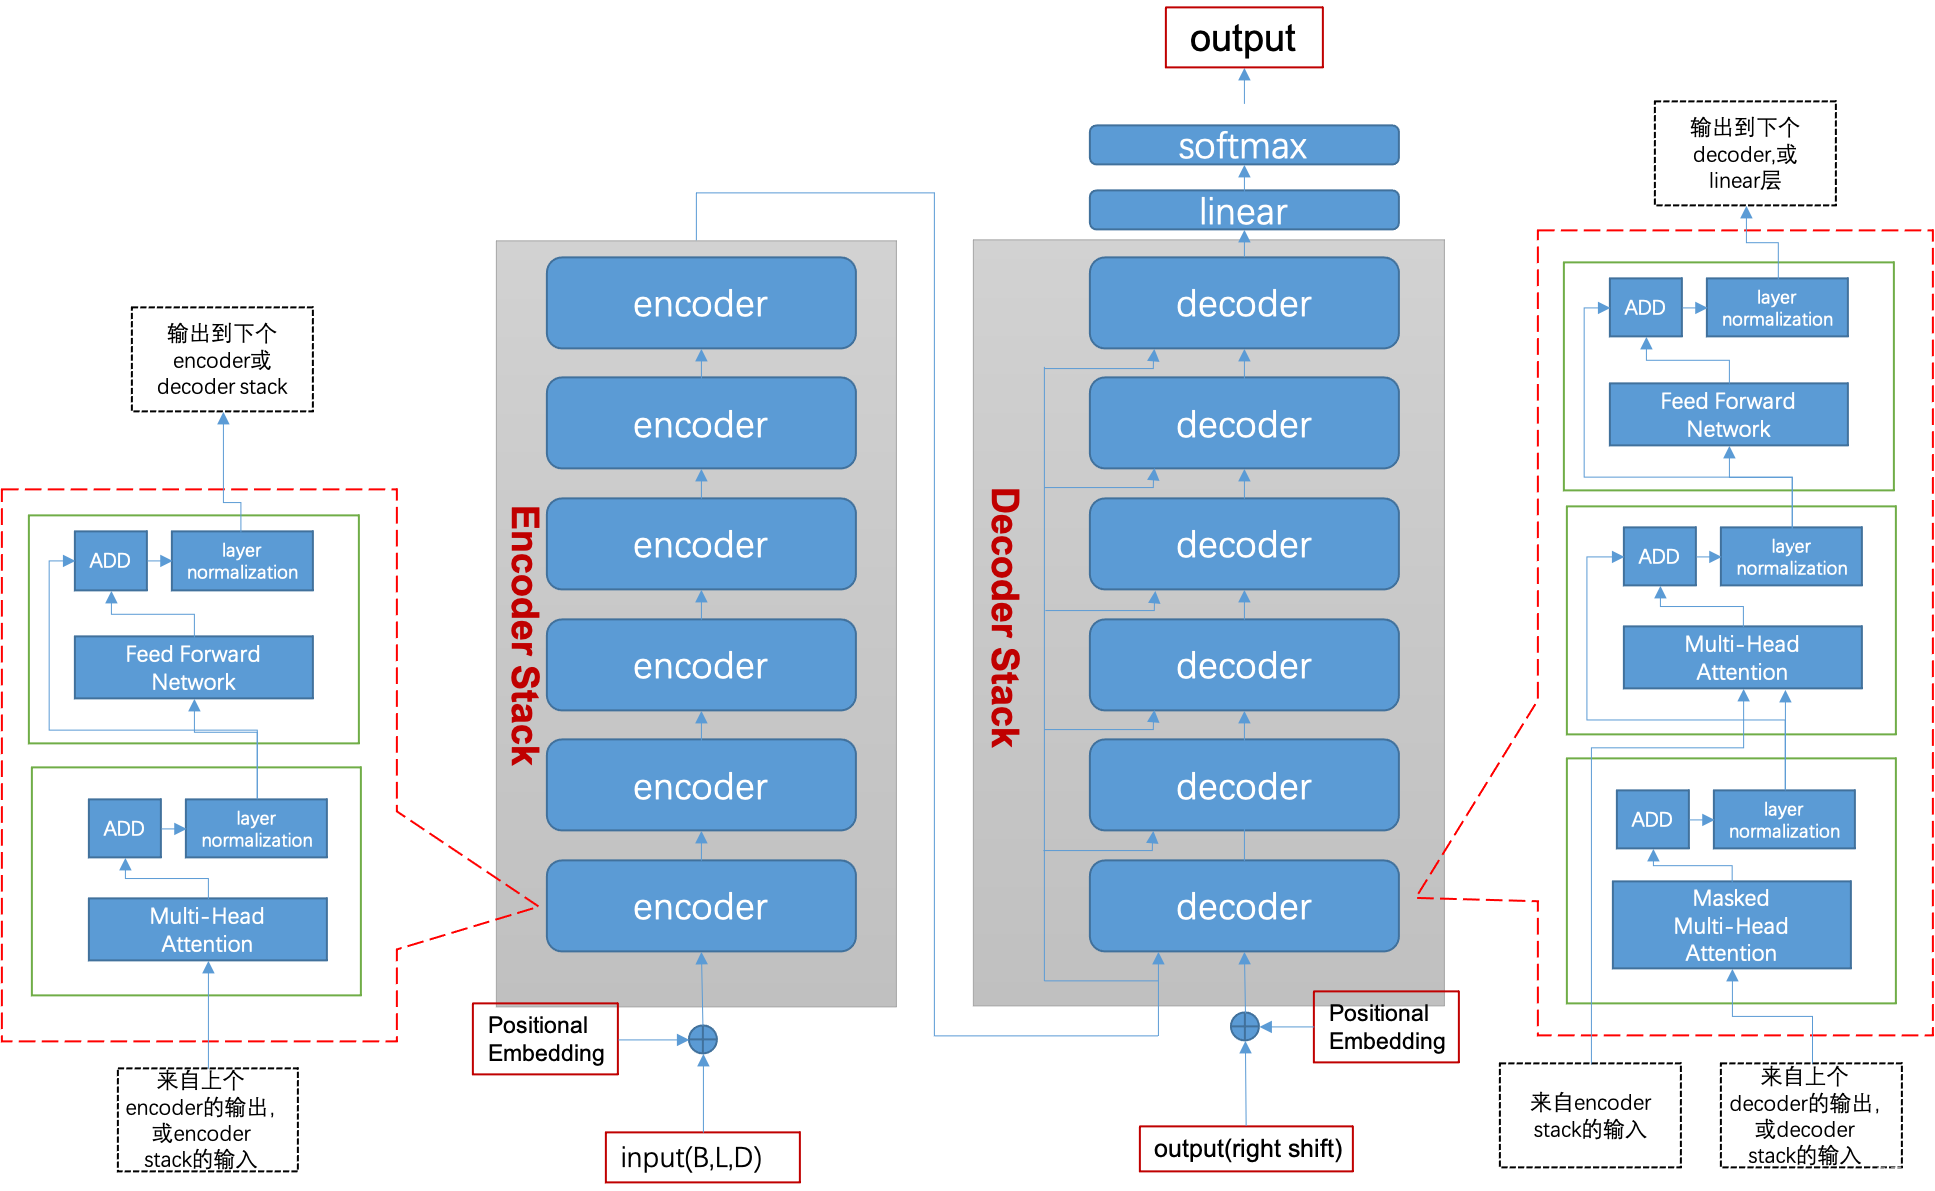 output
softmax
linear
输出到下个
encoder或
decoder stack
ADD
layer
normalization
Feed Forward
Network
ADD
layer
normalization
Multi-Head
Attention
来自上个
encoder的输出,
或encoder
stack的输入
Encoder Stack
encoder
encoder
encoder
encoder
encoder
encoder
Positional
Embedding
input(B,L,D)
Decoder Stack
decoder
decoder
decoder
decoder
decoder
decoder
Positional
Embedding
output(right shift)
输出到下个
decoder,或
linear层
ADD
layer
normalization
Feed Forward
Network
ADD
layer
normalization
Multi-Head
Attention
ADD
layer
normalization
Masked
Multi-Head
Attention
来自encoder
stack的输入
来自上个
decoder的输出,
或decoder
stack的输入